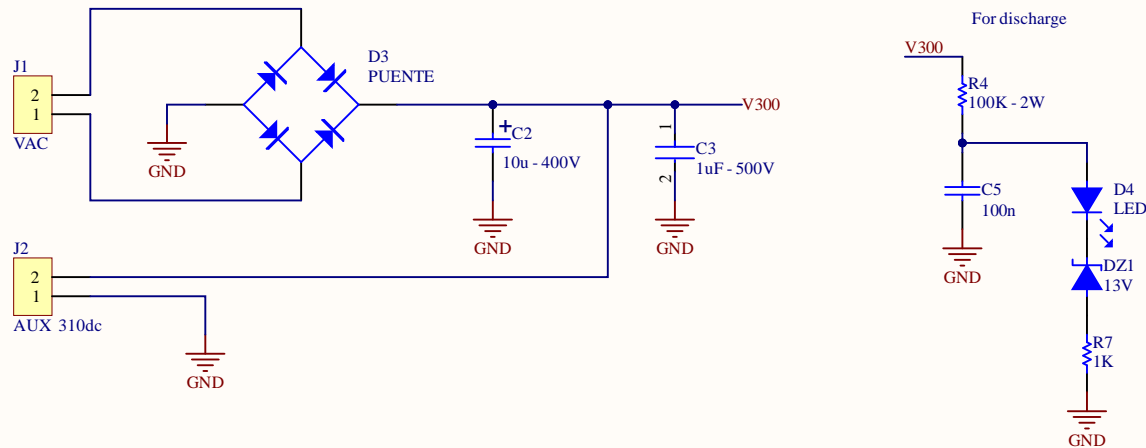 For discharge
J1
2
1
VAC
GND
D3
PUENTE
+
C2
10u - 400V
GND
1
C3
1uF - 500V
2
GND
V300
J2
2
1
AUX 310dc
GND
V300
R4
100K - 2W
C5
100n
GND
D4
LED
DZ1
13V
R7
1K
GND